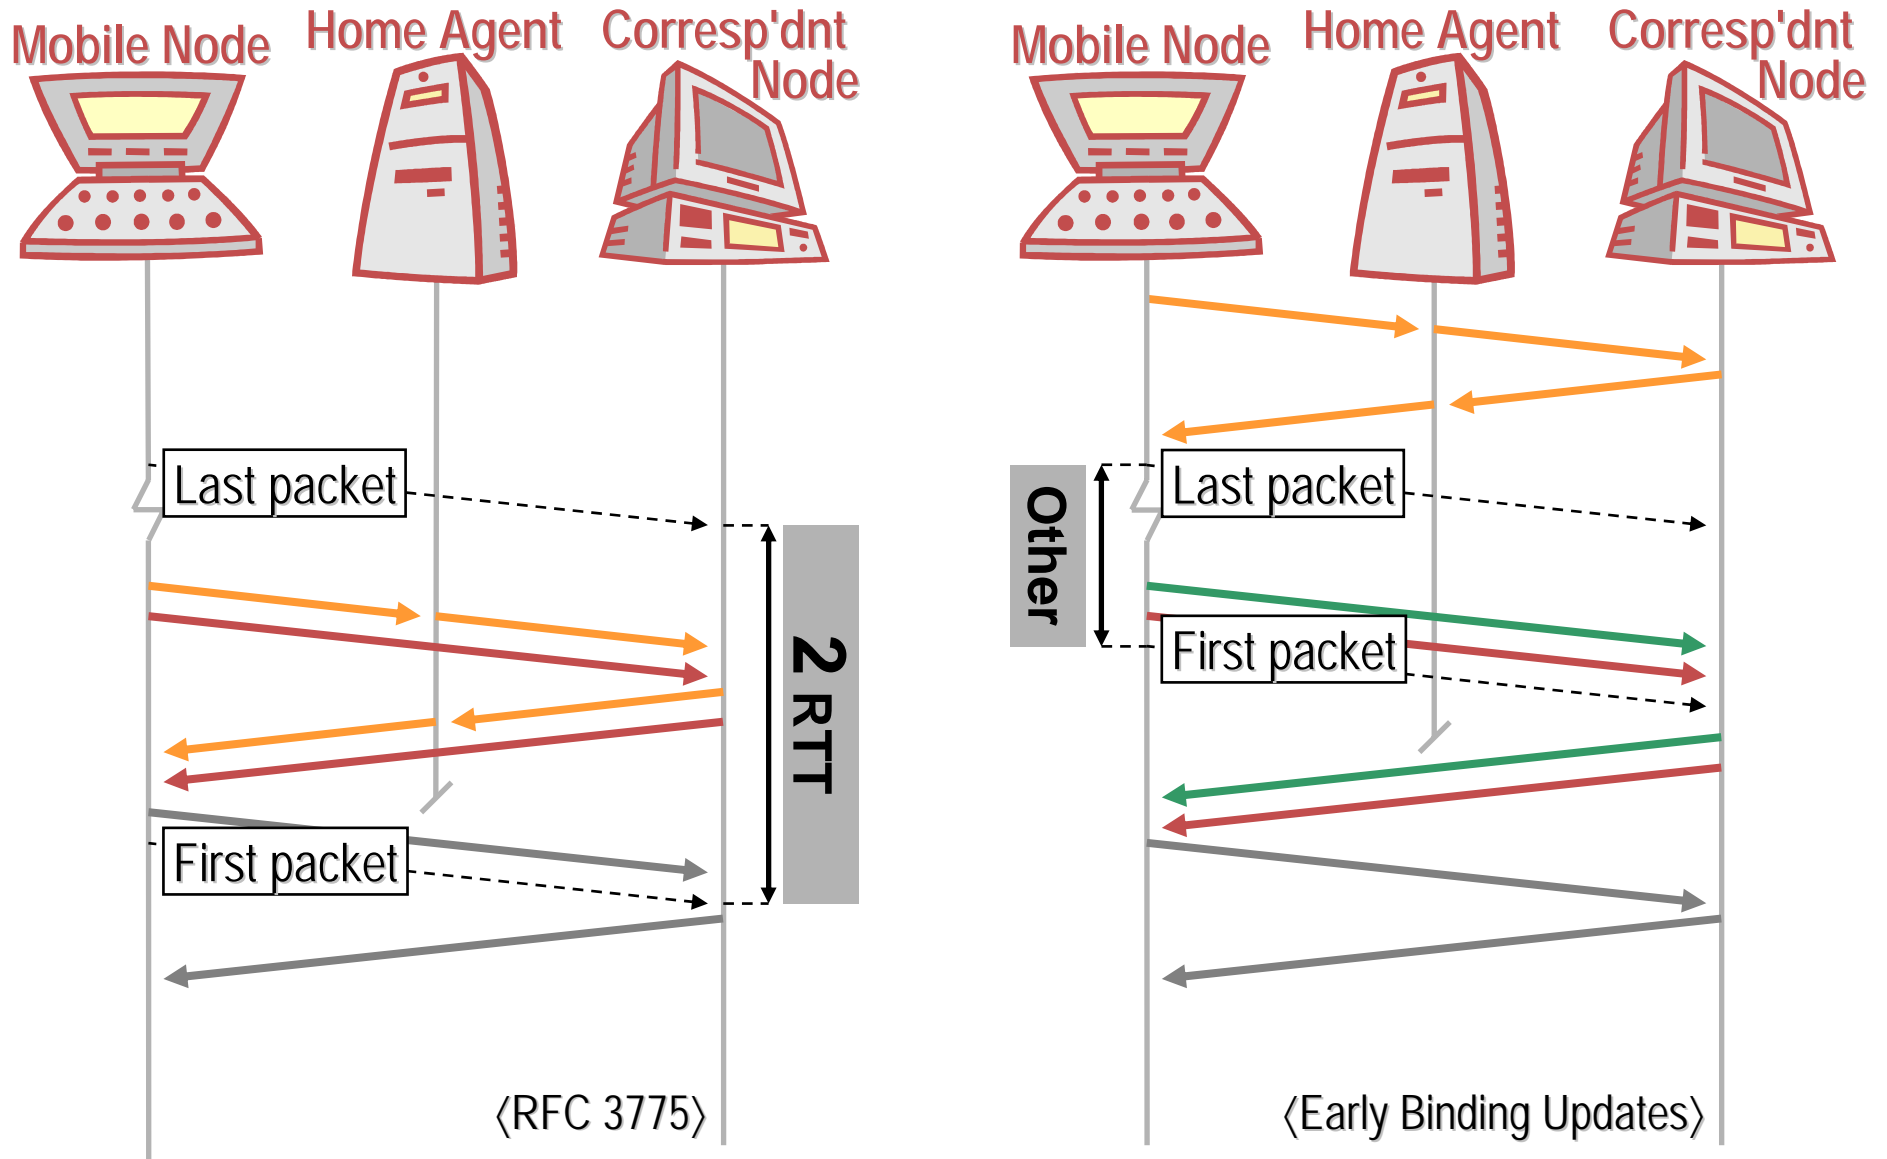 Mobile Node
Home Agent
Corresp'dnt
Node
Last packet
2 RTT
First packet
〈RFC 3775〉
Mobile Node
Home Agent
Corresp'dnt
Node
Other
Last packet
First packet
〈Early Binding Updates〉